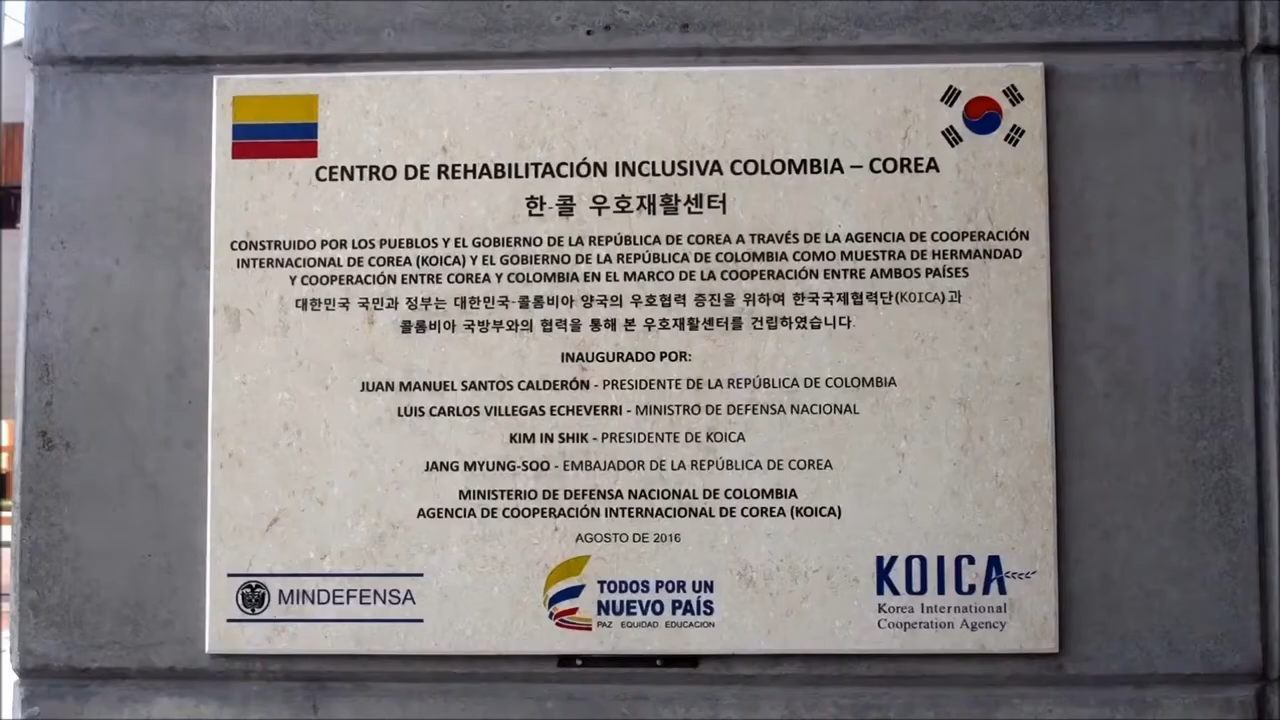 CENTRO DE REHABILITACIÓN INCLUSIVA COLOMBIA – COREA
한-콜 우호재활센터
CONSTRUIDO POR LOS PUEBLOS Y EL GOBIERNO DE LA REPÚBLICA DE COREA A TRAVÉS DE LA AGENCIA DE COOPERACIÓN
INTERNACIONAL DE COREA (KOICA) Y EL GOBIERNO DE LA REPÚBLICA DE COLOMBIA COMO MUESTRA DE HERMANDAD
Y COOPERACIÓN ENTRE COREA Y COLOMBIA EN EL MARCO DE LA COOPERACIÓN ENTRE AMBOS PAÍSES
대한민국 국민과 정부는 대한민국-콜롬비아 양국의 우호협력 증진을 위하여 한국국제협력단(KOICA)과
콜롬비아 국방부와의 협력을 통해 본 우호재활센터를 건립하였습니다.
INAUGURADO POR:
JUAN MANUEL SANTOS CALDERÓN - PRESIDENTE DE LA REPÚBLICA DE COLOMBIA
LUIS CARLOS VILLEGAS ECHEVERRI - MINISTRO DE DEFENSA NACIONAL
KIM IN SHIK - PRESIDENTE DE KOICA
JANG MYUNG-SOO - EMBAJADOR DE LA REPÚBLICA DE COREA
MINISTERIO DE DEFENSA NACIONAL DE COLOMBIA
AGENCIA DE COOPERACIÓN INTERNACIONAL DE COREA (KOICA)
AGOSTO DE 2016
MINDEFENSA
TODOS POR UN
NUEVO PAÍS
PAZ EQUIDAD EDUCACION
KOICA
Korea International
Cooperation Agency